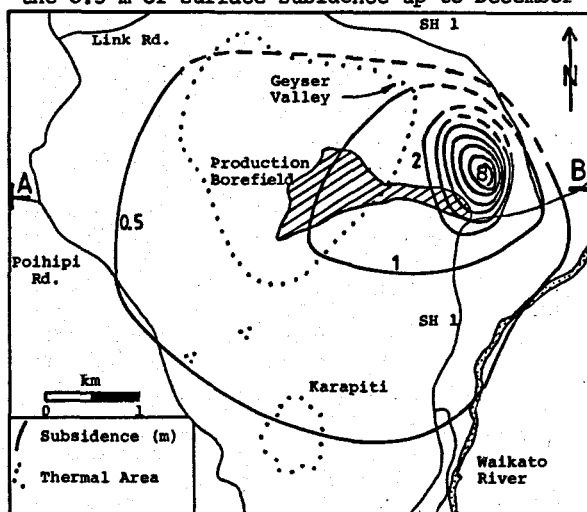 the 8.5 m of surface subsidence up to December
Link Rd.
SH 1
N
Geyser
Valley
Production
Borefield
2
8
A
B
0.5
1
Poihipi
Rd.
SH 1
km
0 1
Karapiti
Subsidence (m)
Thermal Area
Waikato
River